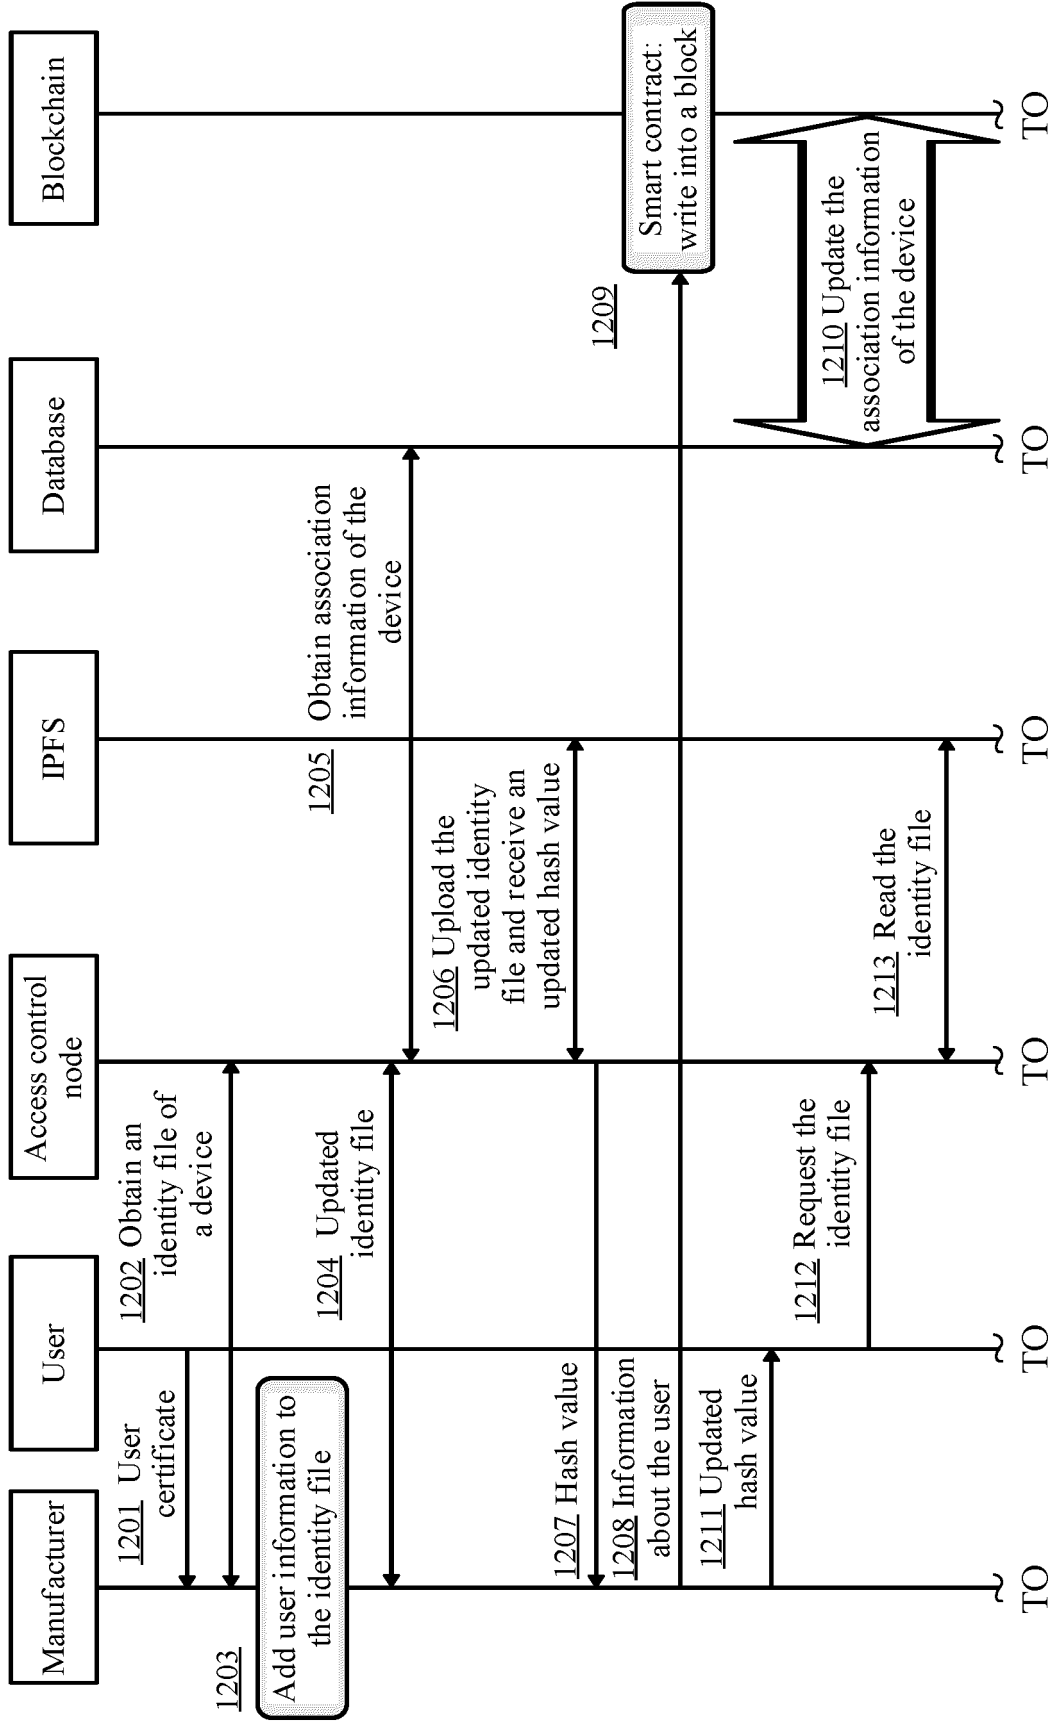 Manufacturer
User
Access control
node
IPFS
Database
Blockchain
1201 User
certificate
1202 Obtain an
identity file of
a device
1203
Add user information to
the identity file
1204 Updated
identity file
1205
Obtain association
information of the
device
1206 Upload the
updated identity
file and receive an
updated hash value
1207 Hash value
1208 Information
about the user
1209
Smart contract:
write into a block
1210 Update the
association information
of the device
1211 Updated
hash value
1212 Request the
identity file
1213 Read the
identity file
TO
TO
TO
TO
TO
TO